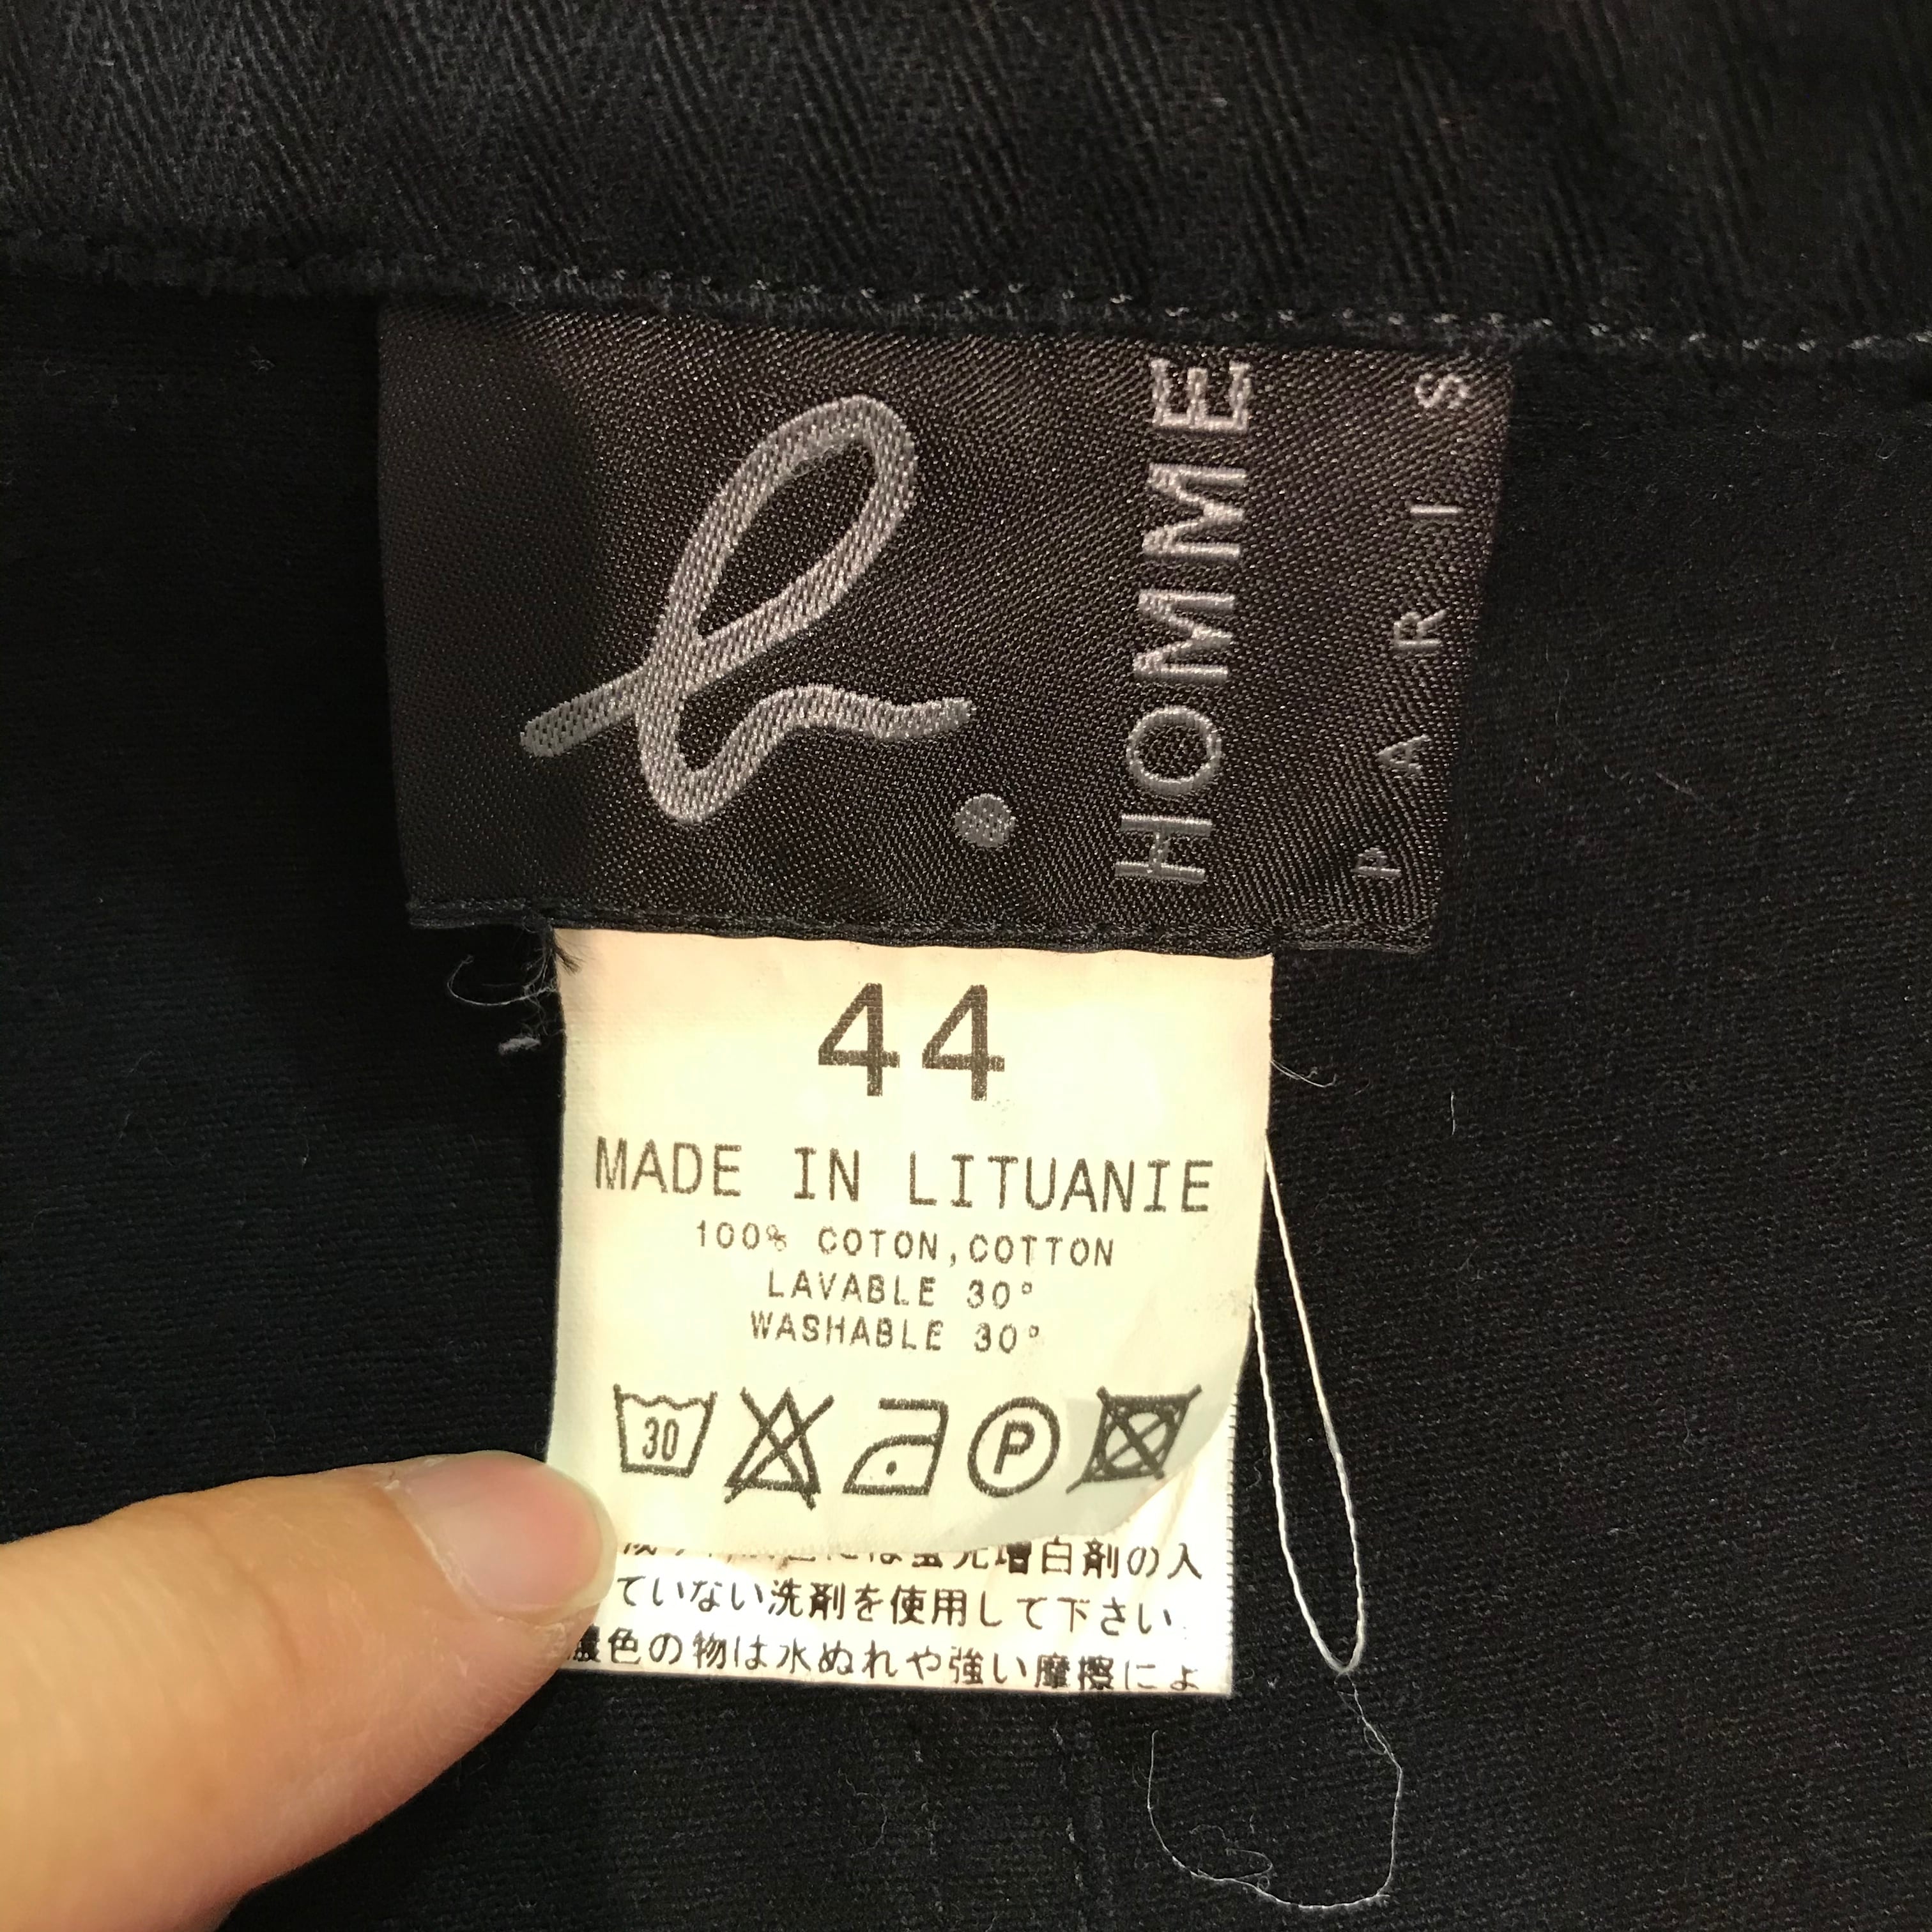 b.
HOMME
PARIS
44
MADE IN LITUANIE
100% COTON,COTTON
LAVABLE 30°
WASHABLE 30°
30
P
は蛍光増白剤の入
ていない洗剤を使用して下さい
濃色の物は水ぬれや強い摩擦によ